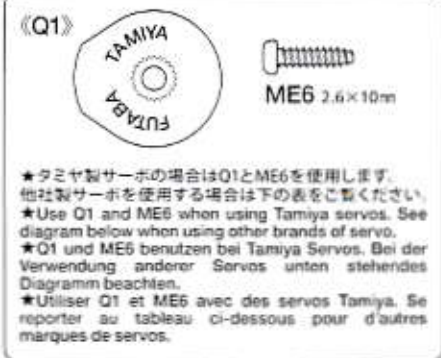 《Q1》
TAMIYA
FUTABA
ME6 2.6×10mm
★タミヤ製サーボの場合はQ1とME6を使用します。
他社製サーボを使用する場合は下の表をご覧ください。
★Use Q1 and ME6 when using Tamiya servos. See
diagram below when using other brands of servo.
★Q1 und ME6 benutzen bei Tamiya Servos. Bei der
Verwendung anderer Servos unten stehendes
Diagramm beachten.
★Utiliser Q1 et ME6 avec des servos Tamiya. Se
reporter au tableau ci-dessous pour d'autres
marques de servos.